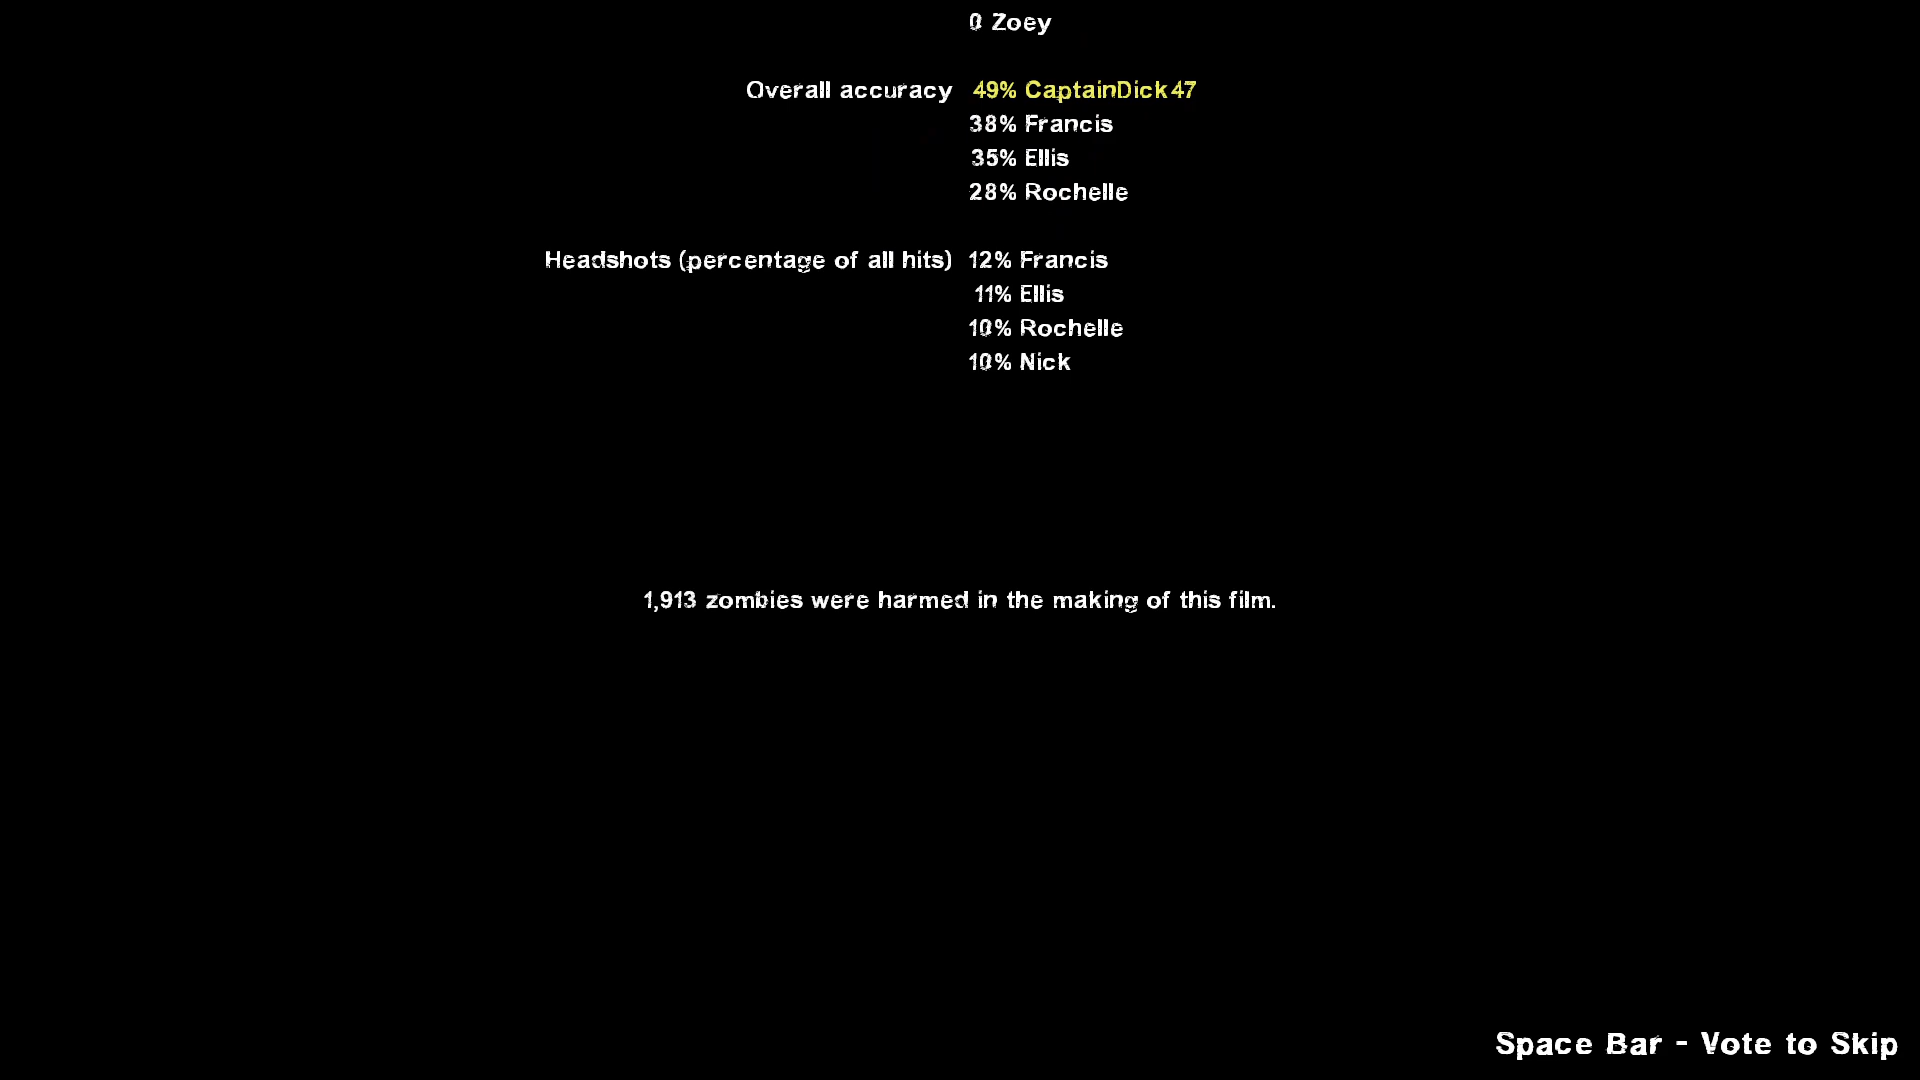 0 Zoey
Overall accuracy 49% CaptainDick47
38% Francis
35% Ellis
28% Rochelle
Headshots (percentage of all hits) 12% Francis
11% Ellis
10% Rochelle
10% Nick
1,913 zombies were harmed in the making of this film.
Space Bar - Vote to Skip